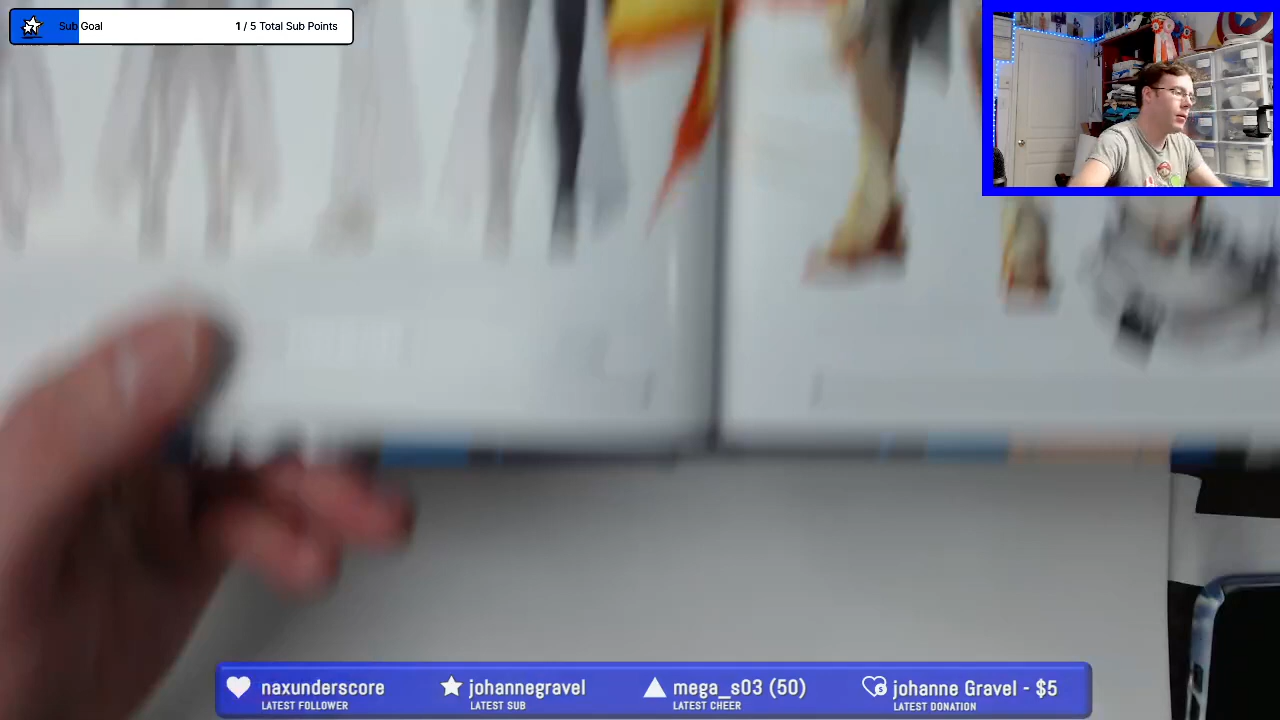 Sub Goal
1 / 5 Total Sub Points
naxunderscore
LATEST FOLLOWER
johannegravel
LATEST SUB
mega_s03 (50)
LATEST CHEER
johanne Gravel - $5
LATEST DONATION